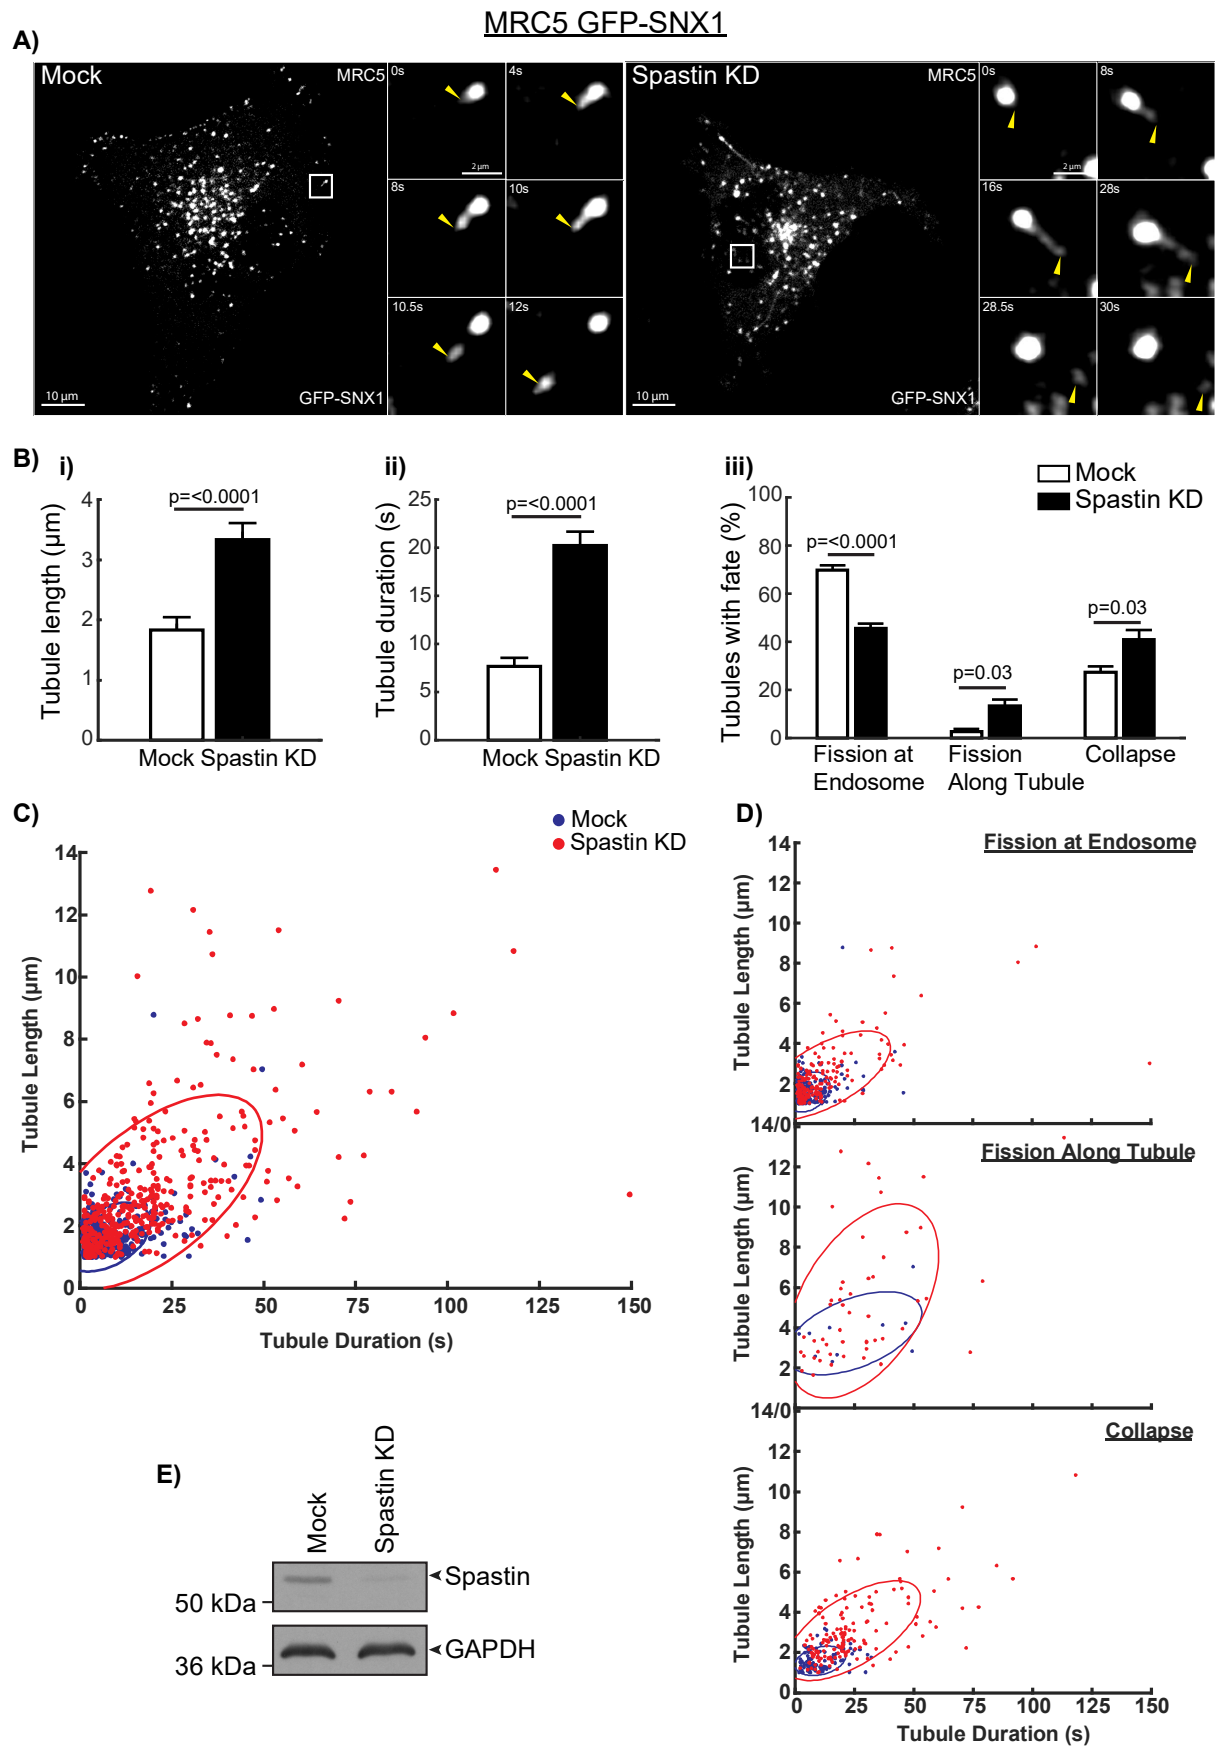 MRC5 GFP-SNX1
A)
Mock
MRC5
GFP-SNX1
10 µm
0s
4s
2 µm
8s
10s
10.5s
12s
Spastin KD
MRC5
GFP-SNX1
10 µm
0s
8s
2 µm
16s
28s
28.5s
30s
B)
i)
Tubule length (µm)
4
3
2
1
0
p=<0.0001
Mock Spastin KD
ii)
Tubule duration (s)
25
20
15
10
5
0
p=<0.0001
Mock Spastin KD
iii)
Mock
Spastin KD
Tubules with fate (%)
100
80
60
40
20
0
p=<0.0001
p=0.03
p=0.03
Fission at
Endosome
Fission
Along Tubule
Collapse
C)
Mock
Spastin KD
Tubule Length (µm)
14
12
10
8
6
4
2
0
0 25 50 75 100 125 150
Tubule Duration (s)
D)
Fission at Endosome
Tubule Length (µm)
14
12
10
8
6
4
2
14/0
Fission Along Tubule
Tubule Length (µm)
12
10
8
6
4
2
14/0
Collapse
Tubule Length (µm)
12
10
8
6
4
2
0
0 25 50 75 100 125 150
Tubule Duration (s)
E)
Mock
Spastin KD
Spastin
50 kDa
GAPDH
36 kDa